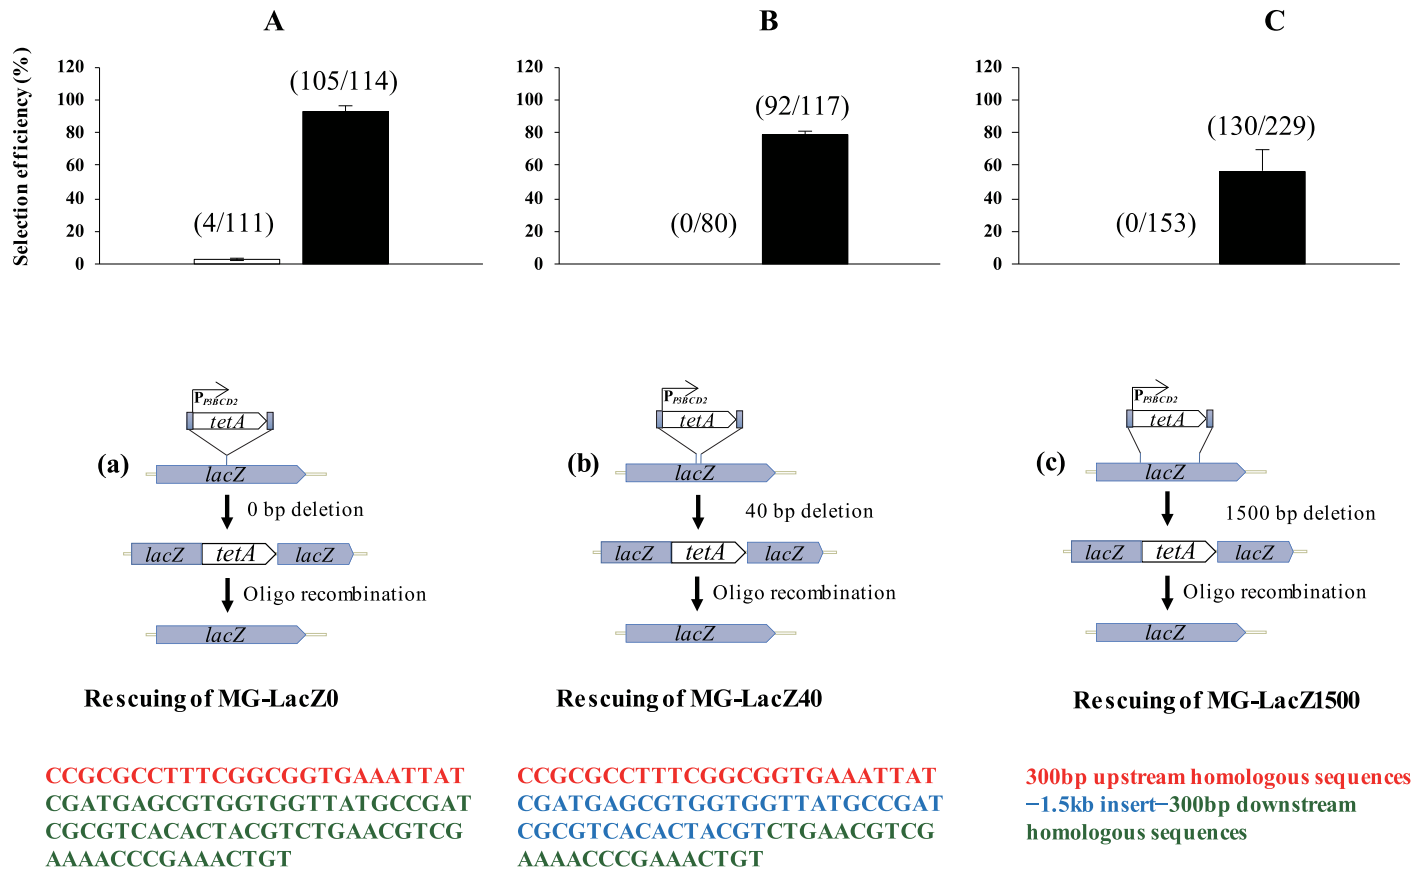 A
B
C
Selection efficiency (%)
120
100
80
60
40
20
0
(4/111)
(105/114)
120
100
80
60
40
20
0
(0/80)
(92/117)
120
100
80
60
40
20
0
(0/153)
(130/229)
(a)
P P3BCD2
tetA
lacZ
0 bp deletion
lacZ tetA lacZ
Oligo recombination
lacZ
Rescuing of MG-LacZ0
(b)
P P3BCD2
tetA
lacZ
40 bp deletion
lacZ tetA lacZ
Oligo recombination
lacZ
Rescuing of MG-LacZ40
(c)
P P3BCD2
tetA
lacZ
1500 bp deletion
lacZ tetA lacZ
Oligo recombination
lacZ
Rescuing of MG-LacZ1500
CCGCGCCTTTCGGCGGTGAAATTAT
CGATGAGCGTGGTGGTTATGCCGAT
CGCGTCACACTACGTCTGAACGTCG
AAAACCCGAAACTGT
CCGCGCCTTTCGGCGGTGAAATTAT
CGATGAGCGTGGTGGTTATGCCGAT
CGCGTCACACTACGTCTGAACGTCG
AAAACCCGAAACTGT
300bp upstream homologous sequences
−1.5kb insert−300bp downstream
homologous sequences